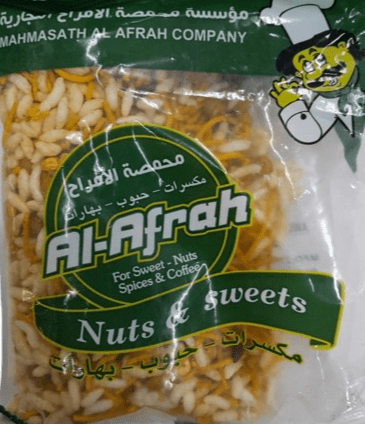 مؤسسة محمصة الافراح التجارية
MAHMASATH AL AFRAH COMPANY
محمصة الافراح
مكسرات - حبوب - بهارات
Al-Afrah
For Sweet - Nuts
Spices & Coffee
Nuts & sweets
مكسرات - حبوب - بهارات